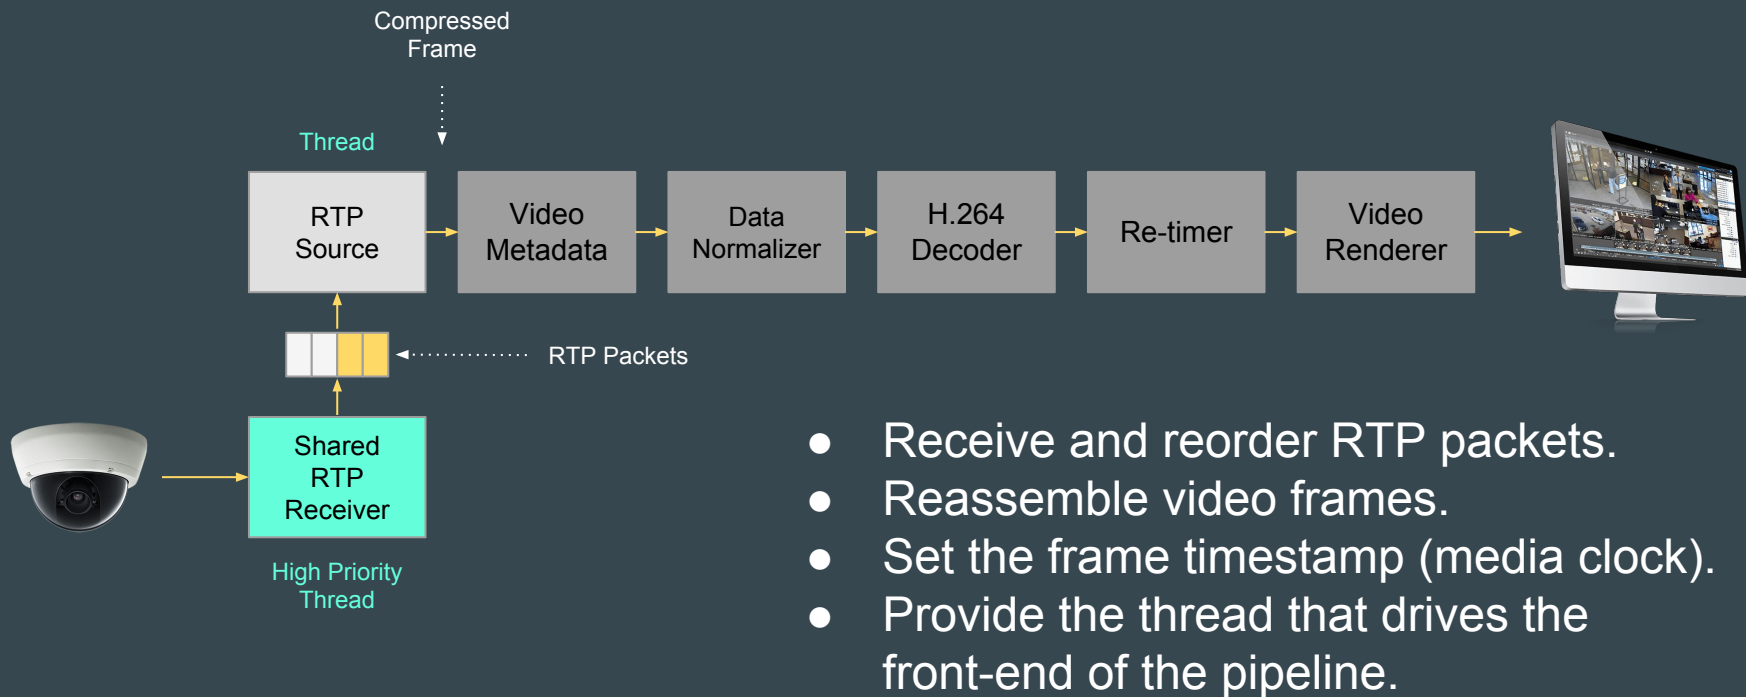 Compressed
Frame
Thread
RTP
Source
Video
Metadata
Data
Normalizer
H.264
Decoder
Re-timer
Video
Renderer
RTP Packets
Shared
RTP
Receiver
High Priority
Thread
● Receive and reorder RTP packets.
● Reassemble video frames.
● Set the frame timestamp (media clock).
● Provide the thread that drives the
front-end of the pipeline.